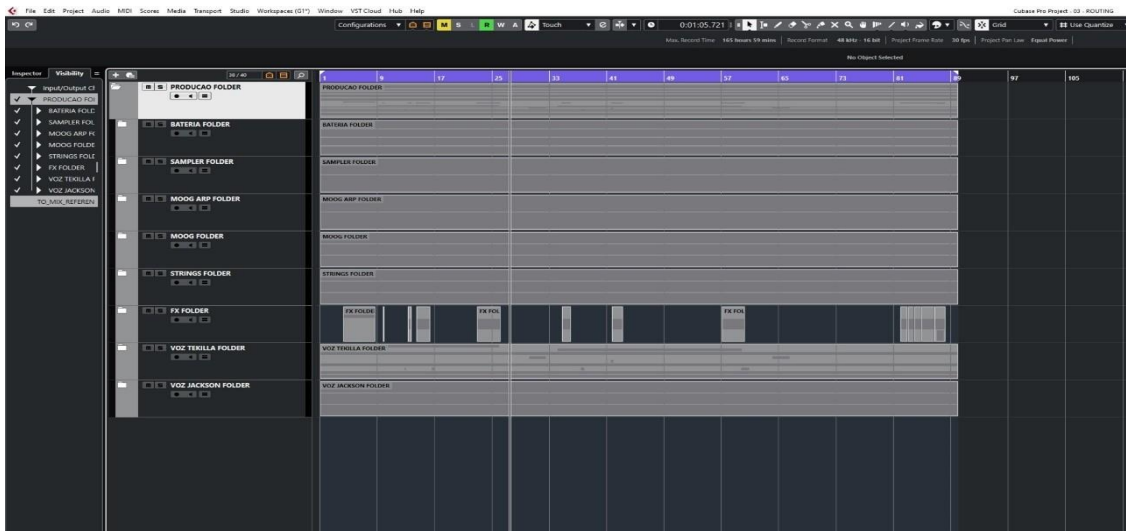 File Edit Project Audio MIDI Scores Media Transport Studio Workspaces (G1*) Window VST Cloud Hub Help Cubase Pro Project - 03 - ROUTING
Configurations M S L R W A Touch 0:01:05.721 Grid Use Quantize
Max. Record Time 165 hours 59 mins Record Format 48 kHz - 16 bit Project Frame Rate 30 fps Project Pan Law Equal Power
No Object Selected
Inspector Visibility 38 / 40 1 9 17 25 33 41 49 57 65 73 81 89 97 105
Input/Output Cl
PRODUCAO FOI M S PRODUCAO FOLDER PRODUCAO FOLDER
BATERIA FOLD
SAMPLER FOL
MOOG ARP FO
MOOG FOLDE
STRINGS FOLD
FX FOLDER
VOZ TEKILLA F
VOZ JACKSON
TO_MIX_REFEREN
BATERIA FOLDER BATERIA FOLDER
SAMPLER FOLDER SAMPLER FOLDER
MOOG ARP FOLDER MOOG ARP FOLDER
MOOG FOLDER MOOG FOLDER
STRINGS FOLDER STRINGS FOLDER
FX FOLDER FX FOLDE FX FOL FX FOL
VOZ TEKILLA FOLDER VOZ TEKILLA FOLDER
VOZ JACKSON FOLDER VOZ JACKSON FOLDER